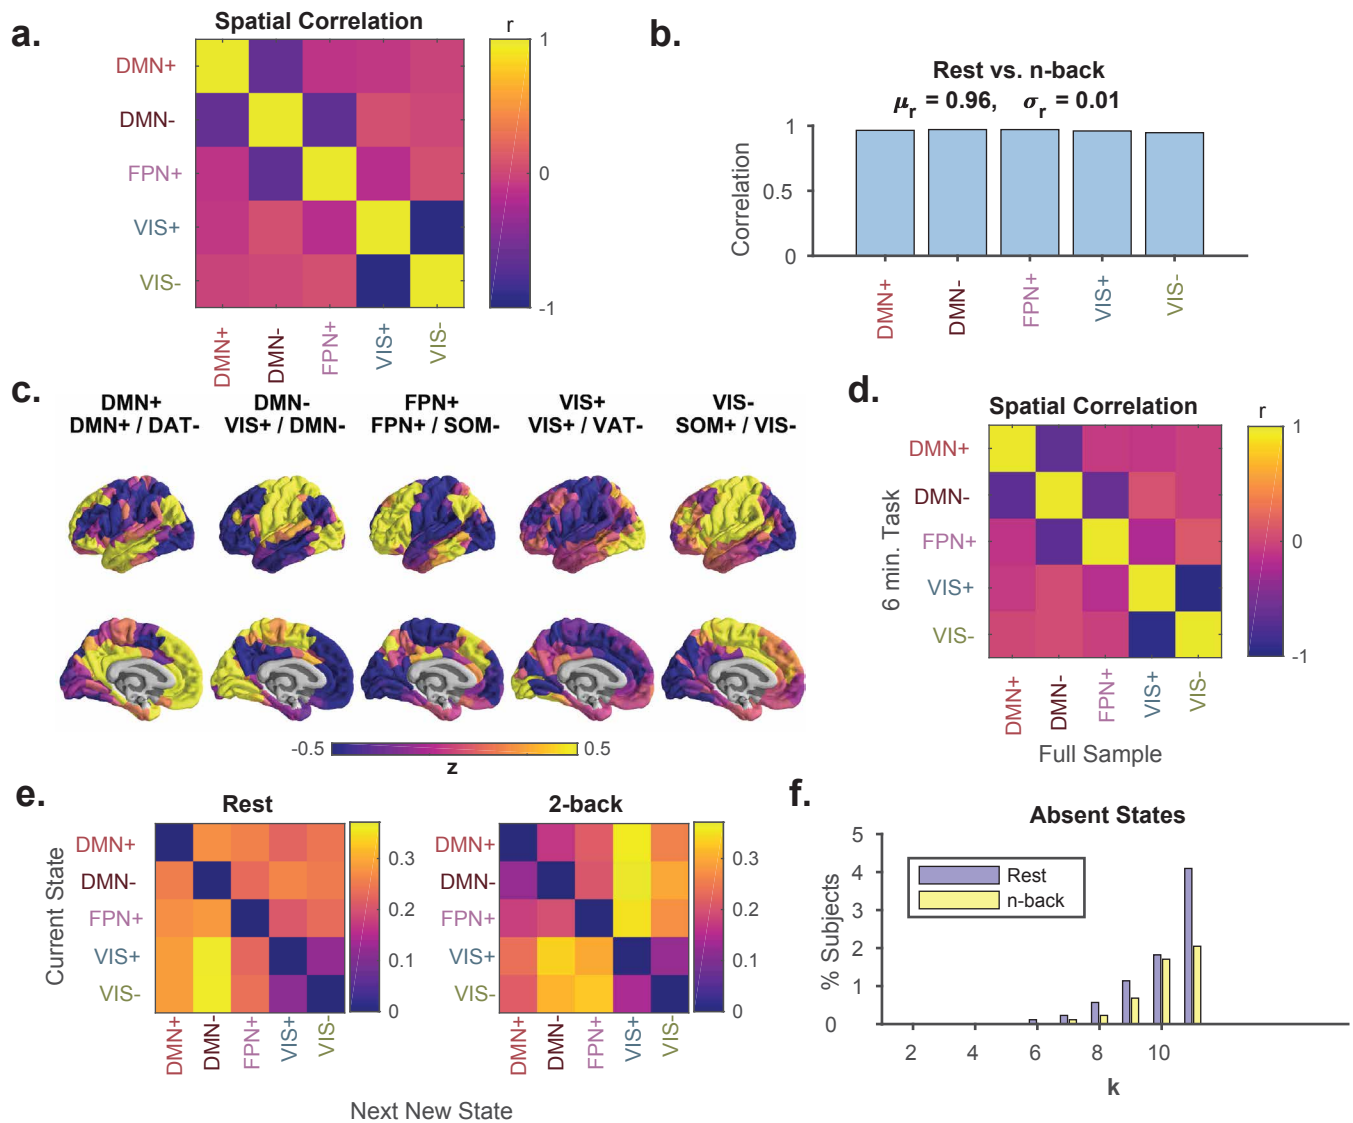 a.
Spatial Correlation
r
DMN+
DMN-
FPN+
VIS+
VIS-
1
0
-1
DMN+
DMN-
FPN+
VIS+
VIS-
b.
Rest vs. n-back
μr = 0.96, σr = 0.01
Correlation
1
0.5
0
DMN+
DMN-
FPN+
VIS+
VIS-
c.
DMN+
DMN+ / DAT-
DMN-
VIS+ / DMN-
FPN+
FPN+ / SOM-
VIS+
VIS+ / VAT-
VIS-
SOM+ / VIS-
-0.5
0.5
z
d.
Spatial Correlation
r
6 min. Task
DMN+
DMN-
FPN+
VIS+
VIS-
1
0
-1
DMN+
DMN-
FPN+
VIS+
VIS-
Full Sample
e.
Rest
Current State
DMN+
DMN-
FPN+
VIS+
VIS-
0.3
0.2
0.1
0
DMN+
DMN-
FPN+
VIS+
VIS-
2-back
DMN+
DMN-
FPN+
VIS+
VIS-
0.3
0.2
0.1
0
DMN+
DMN-
FPN+
VIS+
VIS-
Next New State
f.
Absent States
% Subjects
5
4
3
2
1
0
Rest
n-back
2
4
6
8
10
k